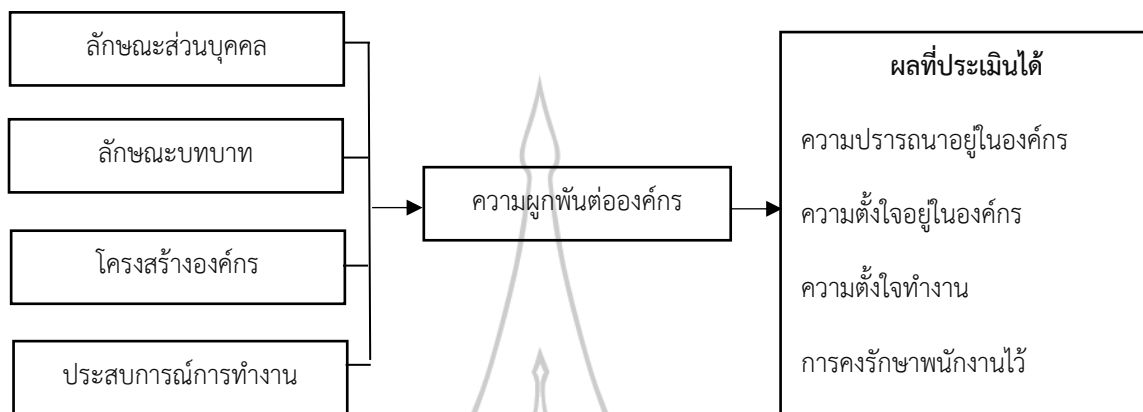 ลักษณะส่วนบุคคล
ลักษณะบทบาท
โครงสร้างองค์กร
ประสบการณ์การทำงาน
ความผูกพันต่อองค์กร
ผลที่ประเมินได้
ความปรารถนาอยู่ในองค์กร
ความตั้งใจอยู่ในองค์กร
ความตั้งใจทำงาน
การคงรักษาพนักงานไว้